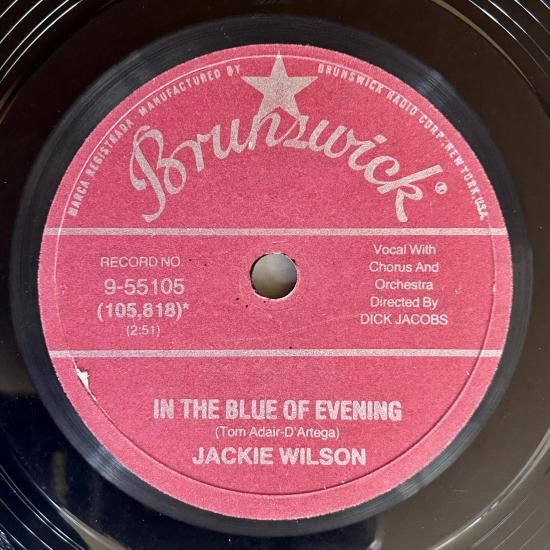 MARCA REGISTRADA. MANUFACTURED BY BRUNSWICK RADIO CORP., NEW YORK, U.S.A.
Brunswick®
RECORD NO.
9-55105
(105,818)*
(2:51)
Vocal With
Chorus And
Orchestra
Directed By
DICK JACOBS
IN THE BLUE OF EVENING
(Tom Adair-D'Artega)
JACKIE WILSON